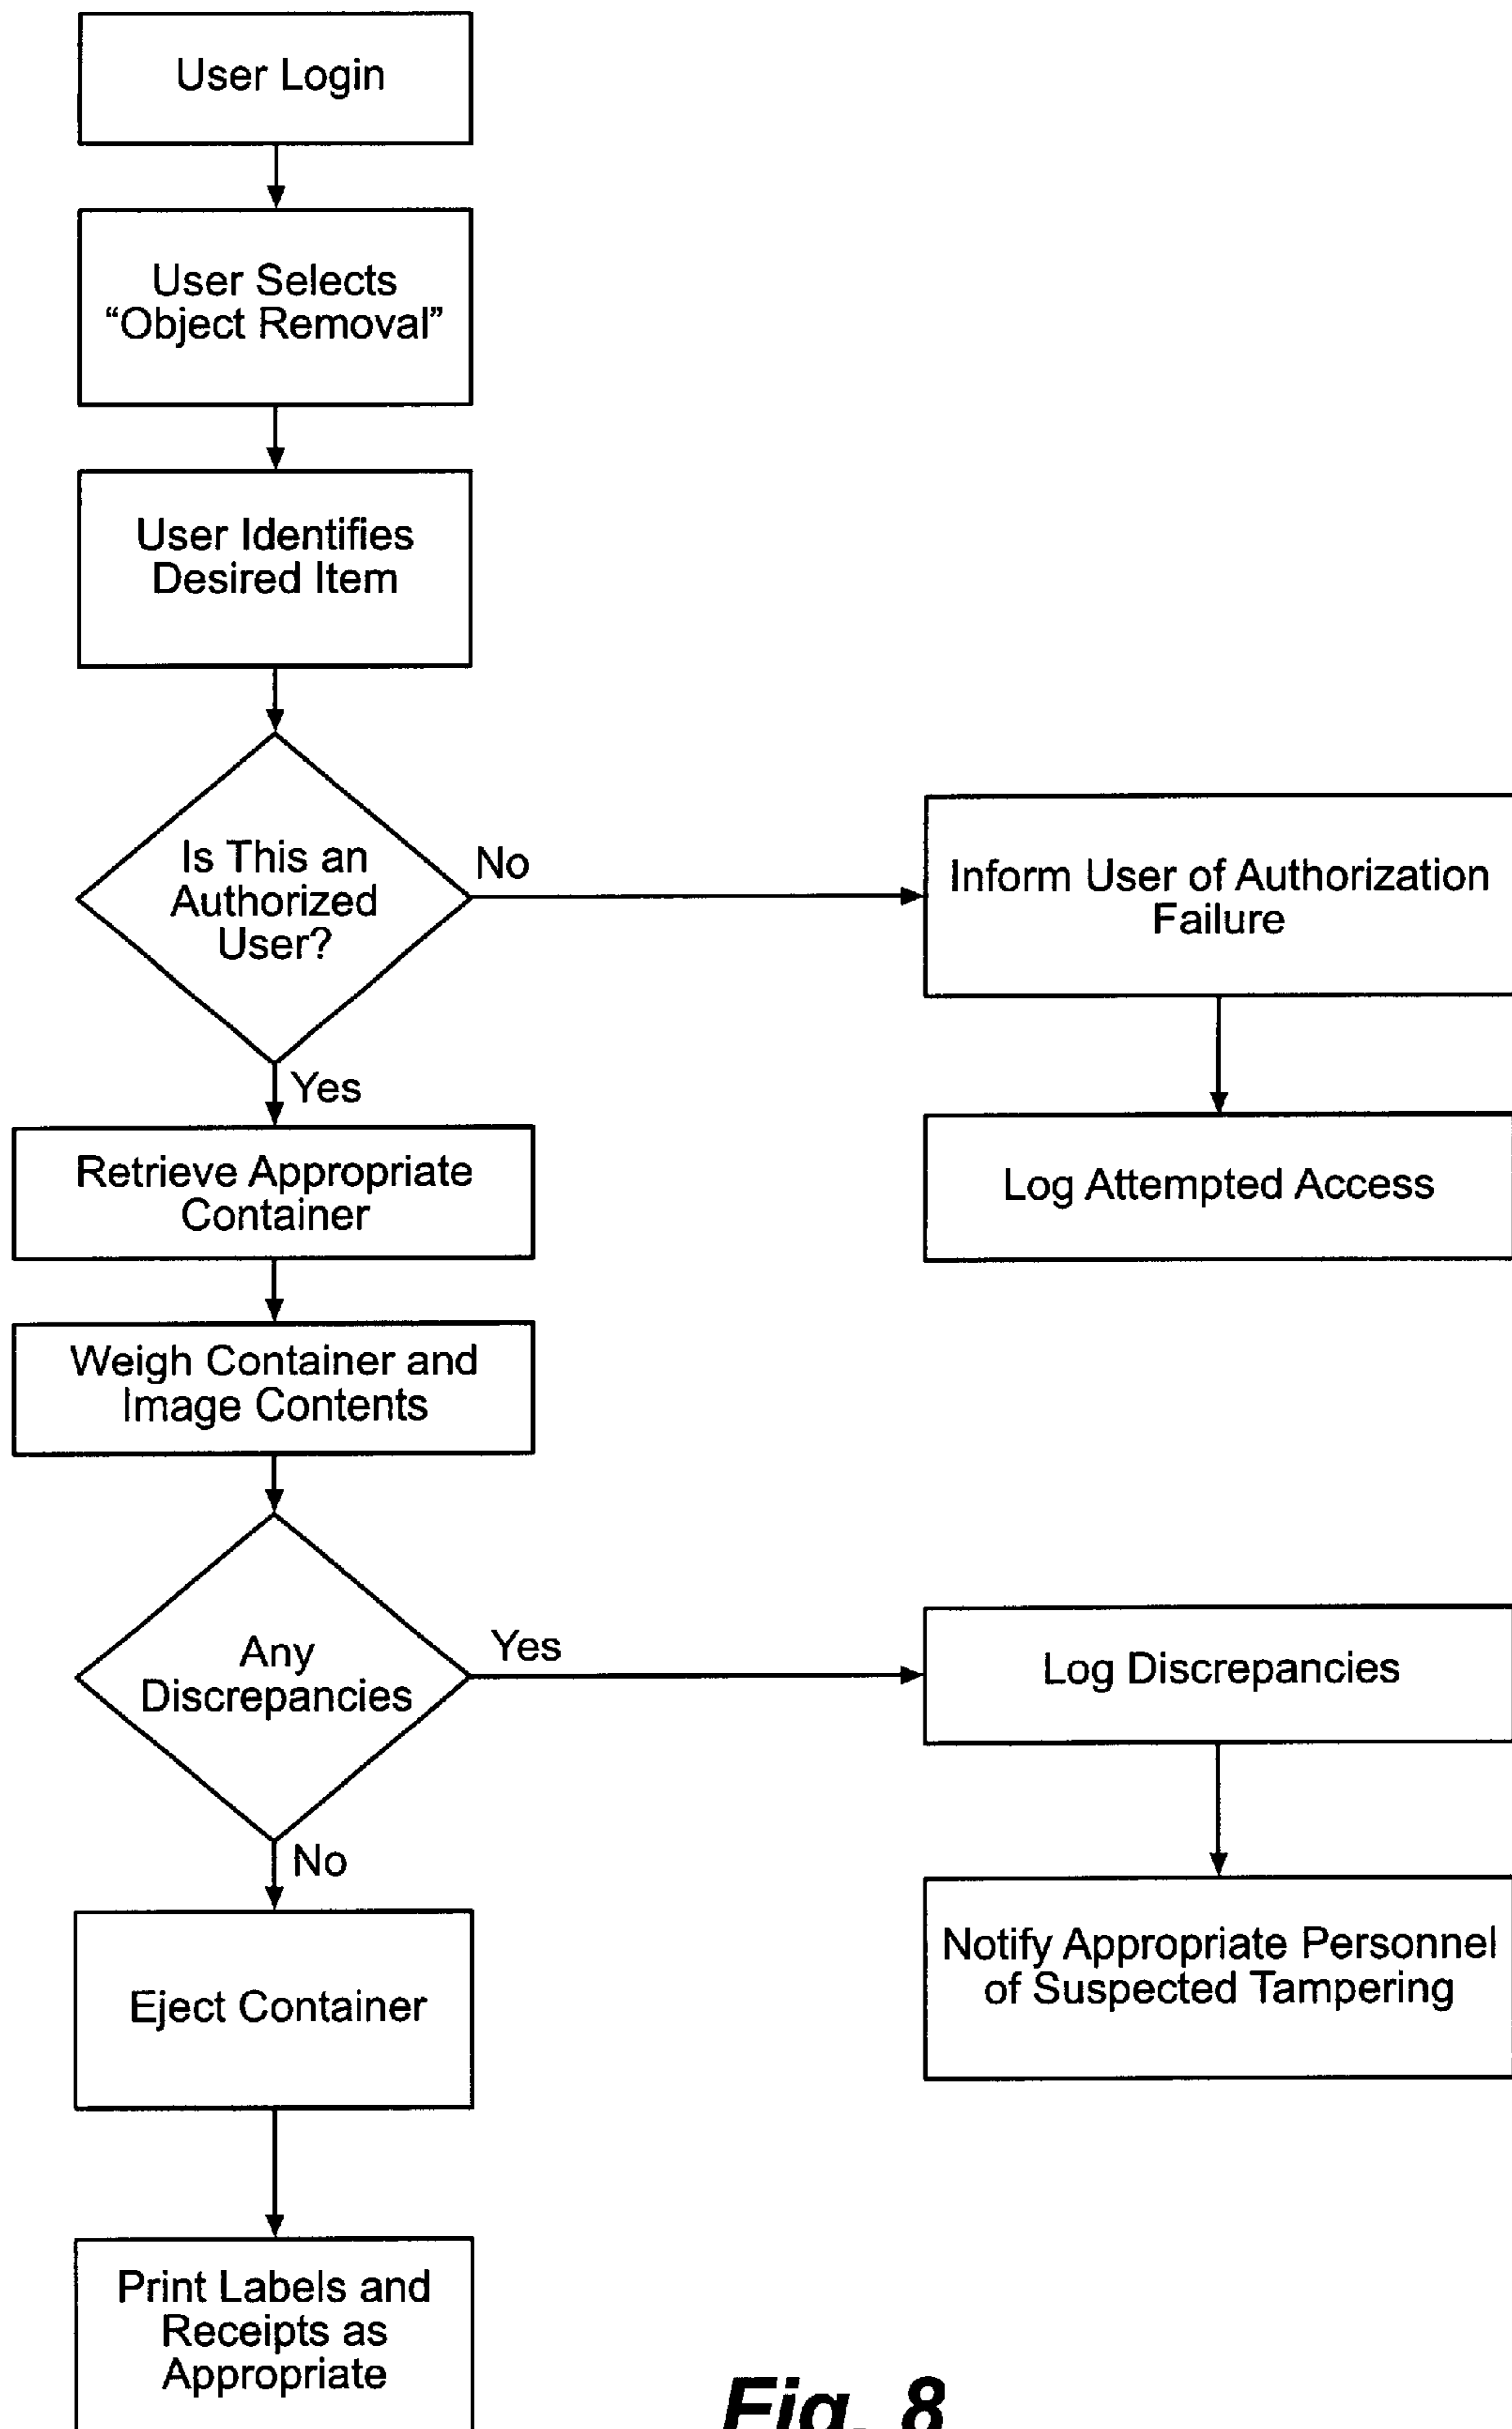 User Login
User Selects
“Object Removal”
User Identifies
Desired Item
Is This an
Authorized
User?
No
Inform User of Authorization
Failure
Yes
Log Attempted Access
Retrieve Appropriate
Container
Weigh Container and
Image Contents
Any
Discrepancies
Yes
Log Discrepancies
No
Notify Appropriate Personnel
of Suspected Tampering
Eject Container
Print Labels and
Receipts as
Appropriate
Fig. 8